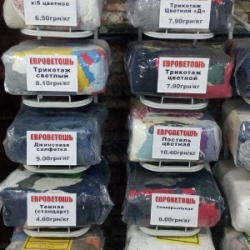 х/б цветное
6.50грн/кг
Трикотаж
Цветной «Д»
7.90грн/кг
ЕВРОВЕТОШЬ
Трикотаж
светлый
8.10грн/кг
ЕВРОВЕТОШЬ
Трикотаж
цветной
7.90грн/кг
ЕВРОВЕТОШЬ
Джинсовая
салфетка
9.00грн/кг
ЕВРОВЕТОШЬ
Постель
цветная
10.40грн/кг
ЕВРОВЕТОШЬ
Темная
(стандарт)
4.60грн/кг
ЕВРОВЕТОШЬ
6.00грн/кг